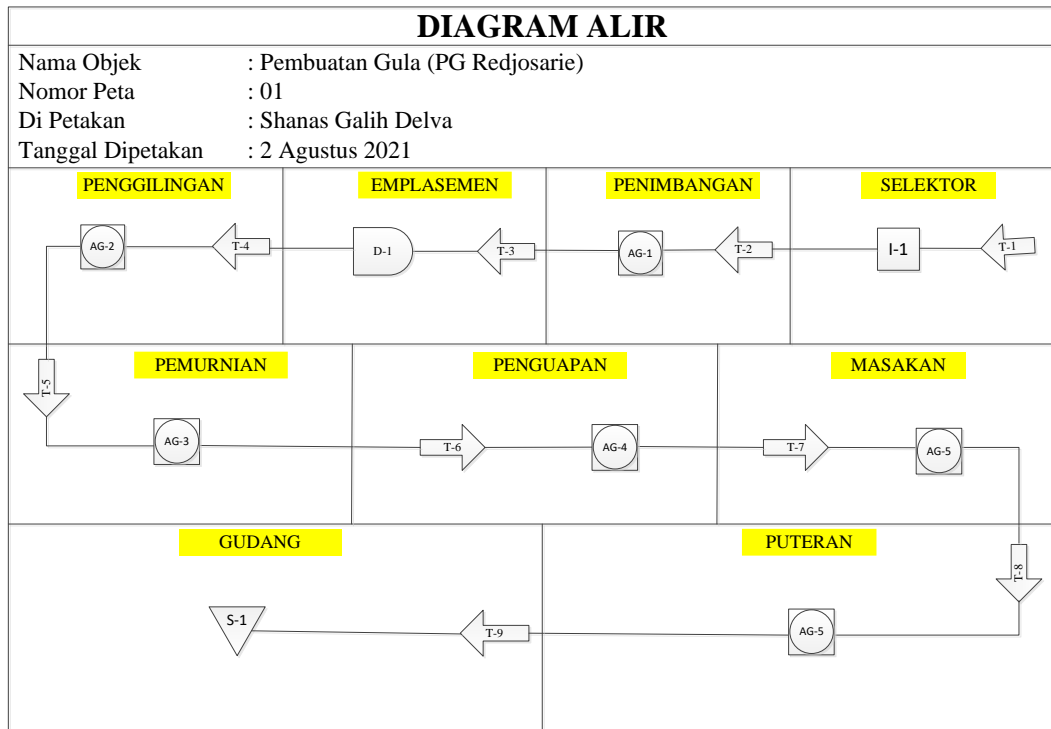 DIAGRAM ALIR
Nama Objek : Pembuatan Gula (PG Redjosarie)
Nomor Peta : 01
Di Petakan : Shanas Galih Delva
Tanggal Dipetakan : 2 Agustus 2021
PENGGILINGAN EMPLASEMEN PENIMBANGAN SELEKTOR
AG-2 T-4 D-1 T-3 AG-1 T-2 I-1 T-1
PEMURNIAN PENGUAPAN MASAKAN
T-5 AG-3 T-6 AG-4 T-7 AG-5
GUDANG PUTERAN
T-8
S-1 T-9 AG-5